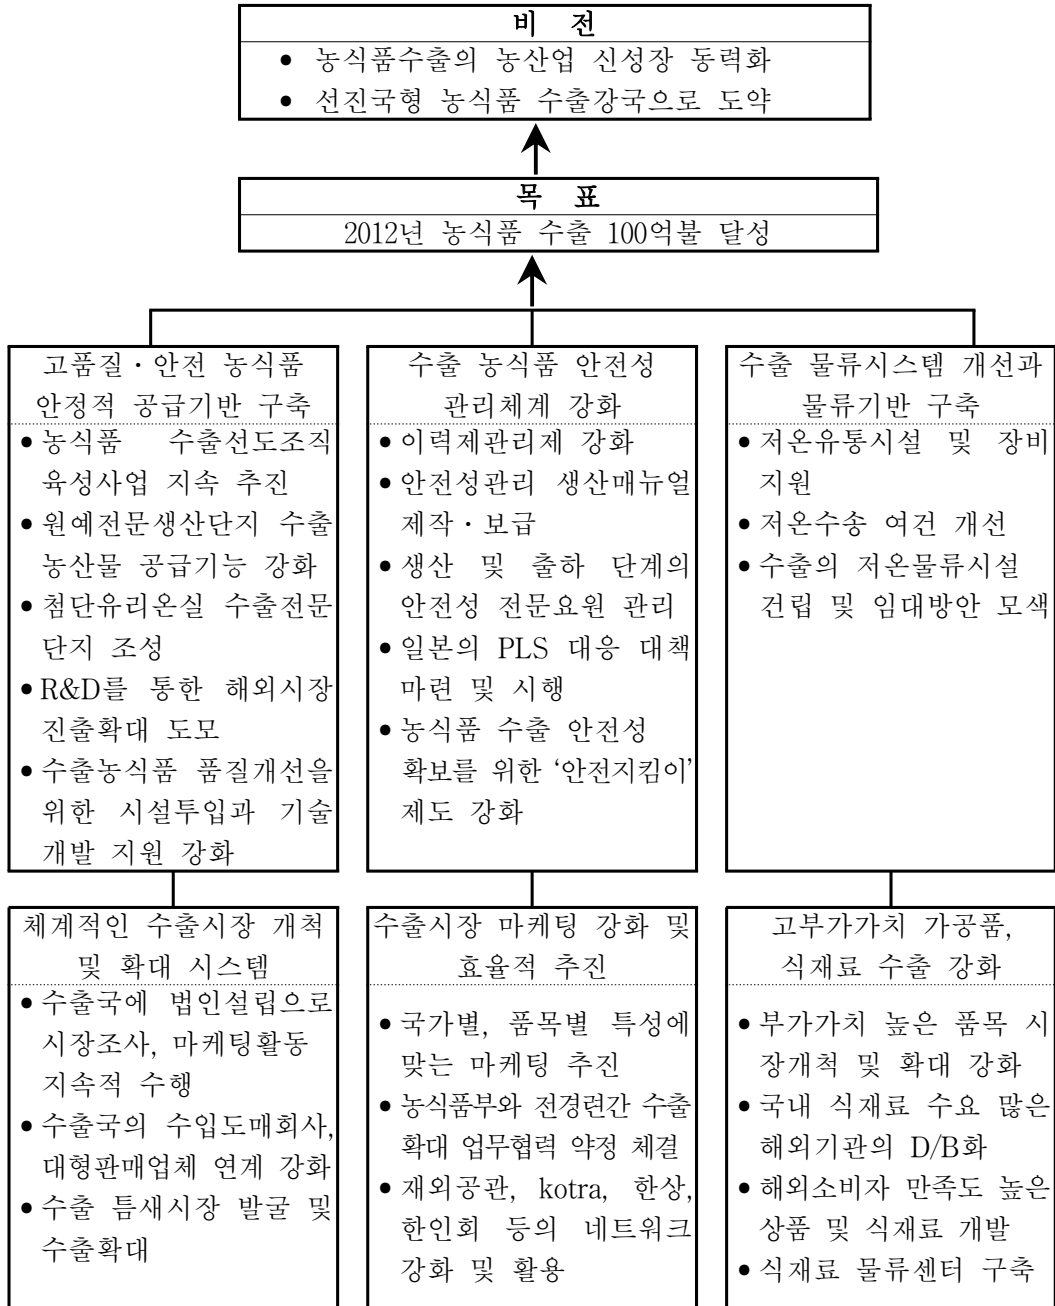 비 전
• 농식품수출의 농산업 신성장 동력화
• 선진국형 농식품 수출강국으로 도약
목 표
2012년 농식품 수출 100억불 달성
고품질·안전 농식품
안정적 공급기반 구축
• 농식품 수출선도조직
육성사업 지속 추진
• 원예전문생산단지 수출
농산물 공급기능 강화
• 첨단유리온실 수출전문
단지 조성
• R&D를 통한 해외시장
진출확대 도모
• 수출농식품 품질개선을
위한 시설투입과 기술
개발 지원 강화
수출 농식품 안전성
관리체계 강화
• 이력제관리제 강화
• 안전성관리 생산매뉴얼
제작·보급
• 생산 및 출하 단계의
안전성 전문요원 관리
• 일본의 PLS 대응 대책
마련 및 시행
• 농식품 수출 안전성
확보를 위한 ‘안전지킴이’
제도 강화
수출 물류시스템 개선과
물류기반 구축
• 저온유통시설 및 장비
지원
• 저온수송 여건 개선
• 수출의 저온물류시설
건립 및 임대방안 모색
체계적인 수출시장 개척
및 확대 시스템
• 수출국에 법인설립으로
시장조사, 마케팅활동
지속적 수행
• 수출국의 수입도매회사,
대형판매업체 연계 강화
• 수출 틈새시장 발굴 및
수출확대
수출시장 마케팅 강화 및
효율적 추진
• 국가별, 품목별 특성에
맞는 마케팅 추진
• 농식품부와 전경련간 수출
확대 업무협력 약정 체결
• 재외공관, kotra, 한상,
한인회 등의 네트워크
강화 및 활용
고부가가치 가공품,
식재료 수출 강화
• 부가가치 높은 품목 시
장개척 및 확대 강화
• 국내 식재료 수요 많은
해외기관의 D/B화
• 해외소비자 만족도 높은
상품 및 식재료 개발
• 식재료 물류센터 구축